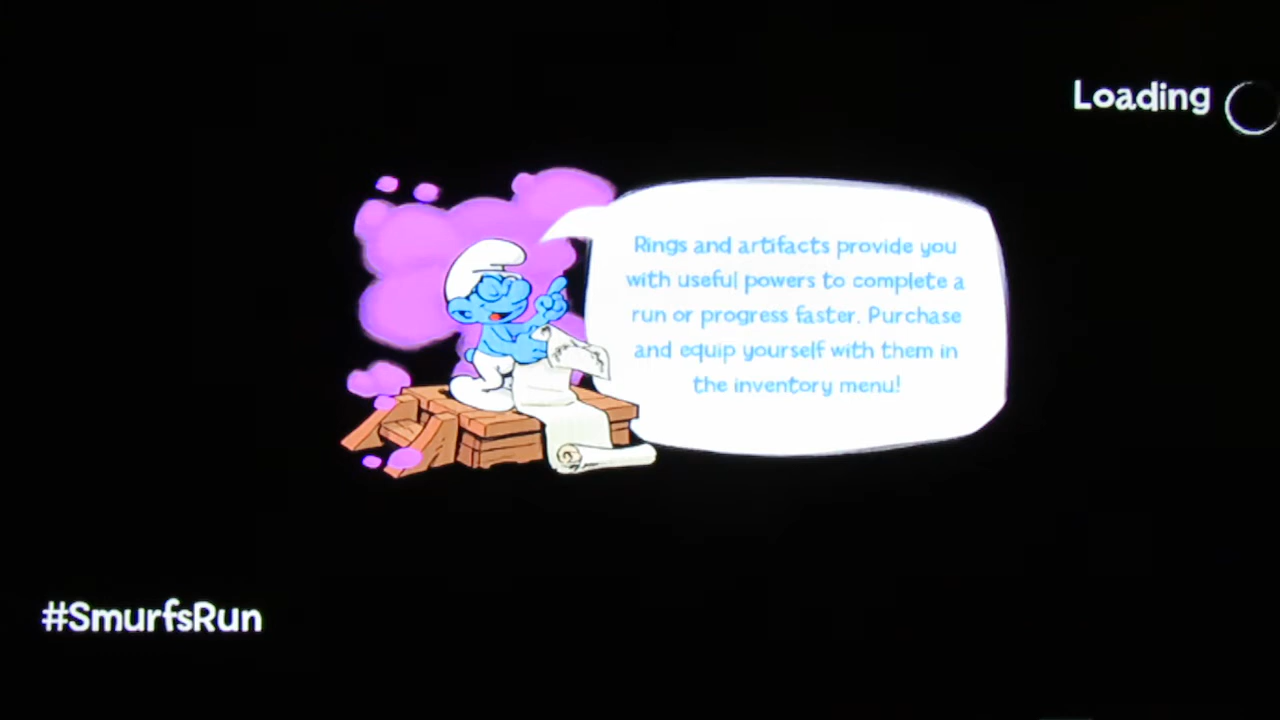 Loading
Rings and artifacts provide you
with useful powers to complete a
run or progress faster. Purchase
and equip yourself with them in
the inventory menu!
#SmurfsRun